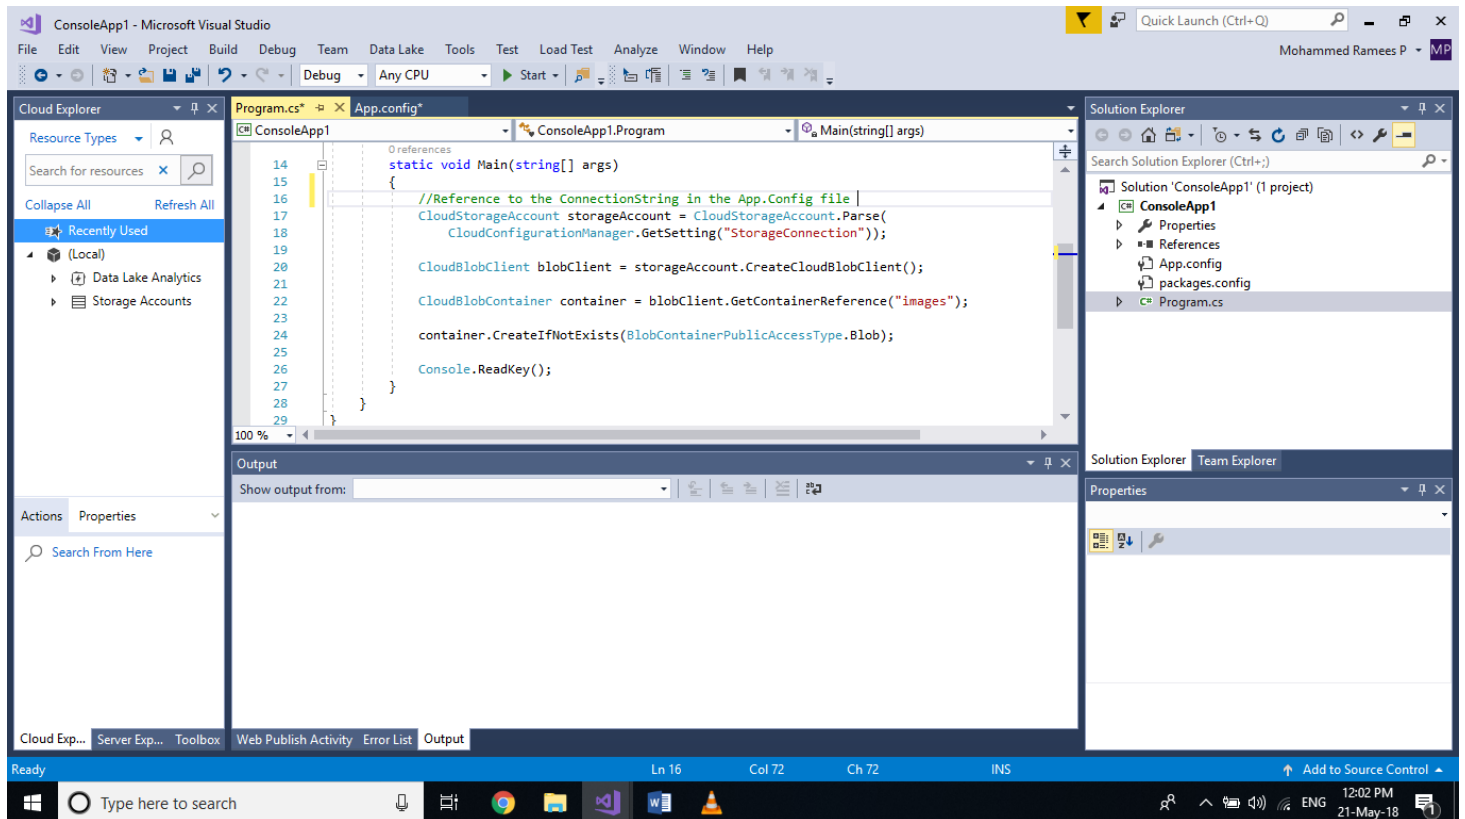 ConsoleApp1 - Microsoft Visual Studio
Quick Launch (Ctrl+Q)
File Edit View Project Build Debug Team Data Lake Tools Test Load Test Analyze Window Help
Mohammed Ramees P MP
Debug Any CPU Start
Cloud Explorer
Resource Types
Search for resources
Collapse All Refresh All
Recently Used
(Local)
Data Lake Analytics
Storage Accounts
Actions Properties
Search From Here
Cloud Exp... Server Exp... Toolbox
Program.cs* App.config*
C# ConsoleApp1 ConsoleApp1.Program Main(string[] args)
0 references
14 static void Main(string[] args)
15 {
16 //Reference to the ConnectionString in the App.Config file
17 CloudStorageAccount storageAccount = CloudStorageAccount.Parse(
18 CloudConfigurationManager.GetSetting("StorageConnection"));
19
20 CloudBlobClient blobClient = storageAccount.CreateCloudBlobClient();
21
22 CloudBlobContainer container = blobClient.GetContainerReference("images");
23
24 container.CreateIfNotExists(BlobContainerPublicAccessType.Blob);
25
26 Console.ReadKey();
27 }
28 }
29 }
100 %
Output
Show output from:
Web Publish Activity Error List Output
Solution Explorer
Search Solution Explorer (Ctrl+;)
Solution 'ConsoleApp1' (1 project)
C# ConsoleApp1
Properties
References
App.config
packages.config
C# Program.cs
Solution Explorer Team Explorer
Properties
Ready Ln 16 Col 72 Ch 72 INS Add to Source Control
Type here to search
ENG
12:02 PM
21-May-18
1